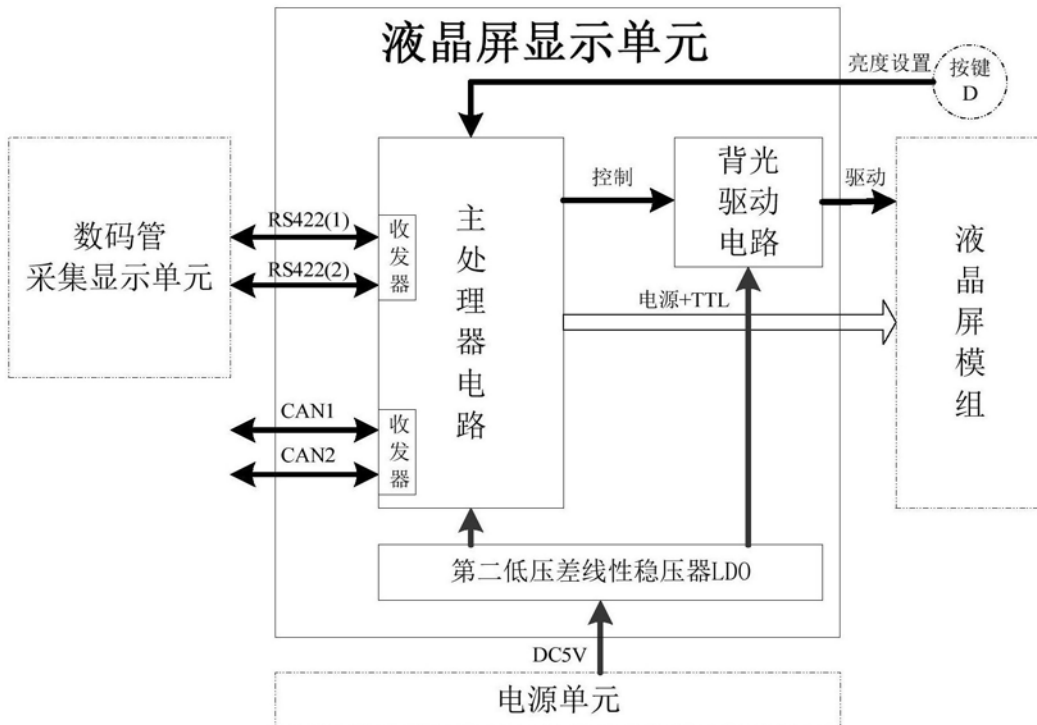 液晶屏显示单元
亮度设置
按键
D
数码管
采集显示单元
RS422(1)
RS422(2)
收发器
主处理器电路
控制
背光
驱动
电路
驱动
液晶屏模组
电源+TTL
CAN1
CAN2
收发器
第二低压差线性稳压器LDO
DC5V
电源单元